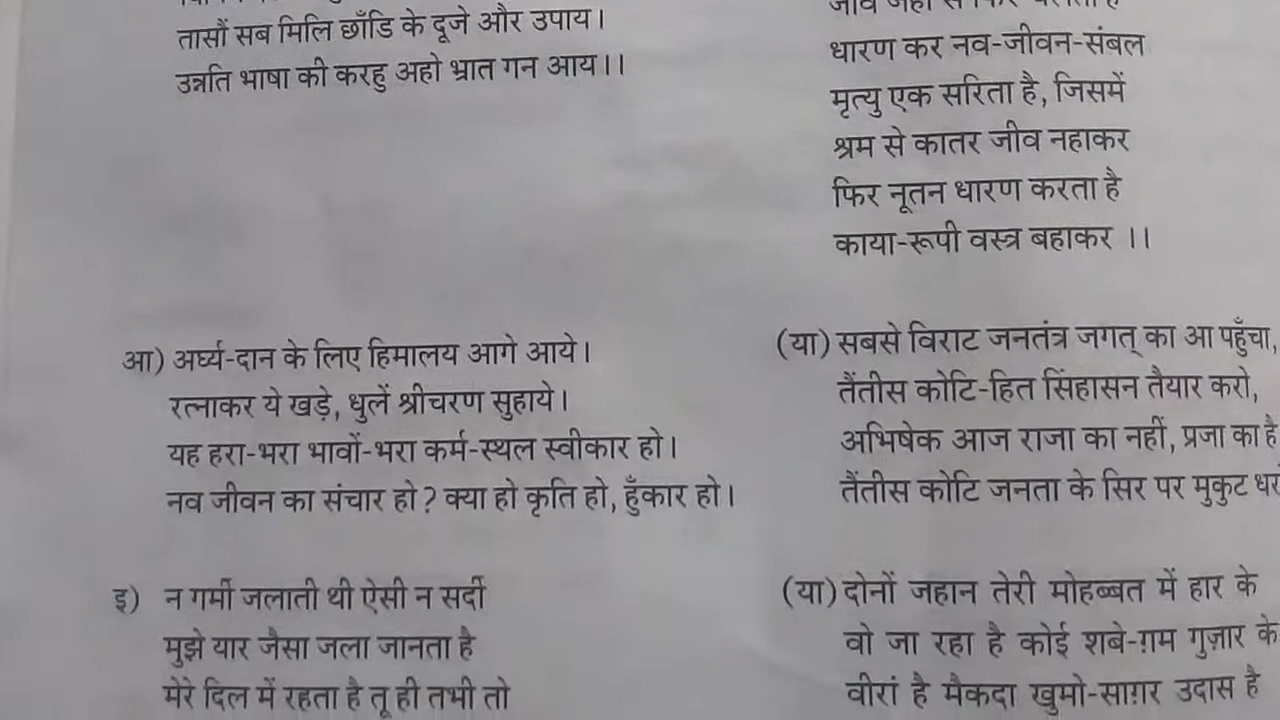 तासौं सब मिलि छाँडि के दूजे और उपाय।
उन्नति भाषा की करहु अहो भ्रात गन आय।।
धारण कर नव-जीवन-संबल
मृत्यु एक सरिता है, जिसमें
श्रम से कातर जीव नहाकर
फिर नूतन धारण करता है
काया-रूपी वस्त्र बहाकर ।।
आ) अर्घ्य-दान के लिए हिमालय आगे आये।
रत्नाकर ये खड़े, धुलें श्रीचरण सुहाये।
यह हरा-भरा भावों-भरा कर्म-स्थल स्वीकार हो।
नव जीवन का संचार हो? क्या हो कृति हो, हुँकार हो।
(या) सबसे विराट जनतंत्र जगत् का आ पहुँचा,
तैंतीस कोटि-हित सिंहासन तैयार करो,
अभिषेक आज राजा का नहीं, प्रजा का है
तैंतीस कोटि जनता के सिर पर मुकुट
इ) न गर्मी जलाती थी ऐसी न सर्दी
मुझे यार जैसा जला जानता है
मेरे दिल में रहता है तू ही तभी तो
(या) दोनों जहान तेरी मोहब्बत में हार के
वो जा रहा है कोई शबे-ग़म गुज़ार के
वीरां है मैकदा खुमो-साग़र उदास है